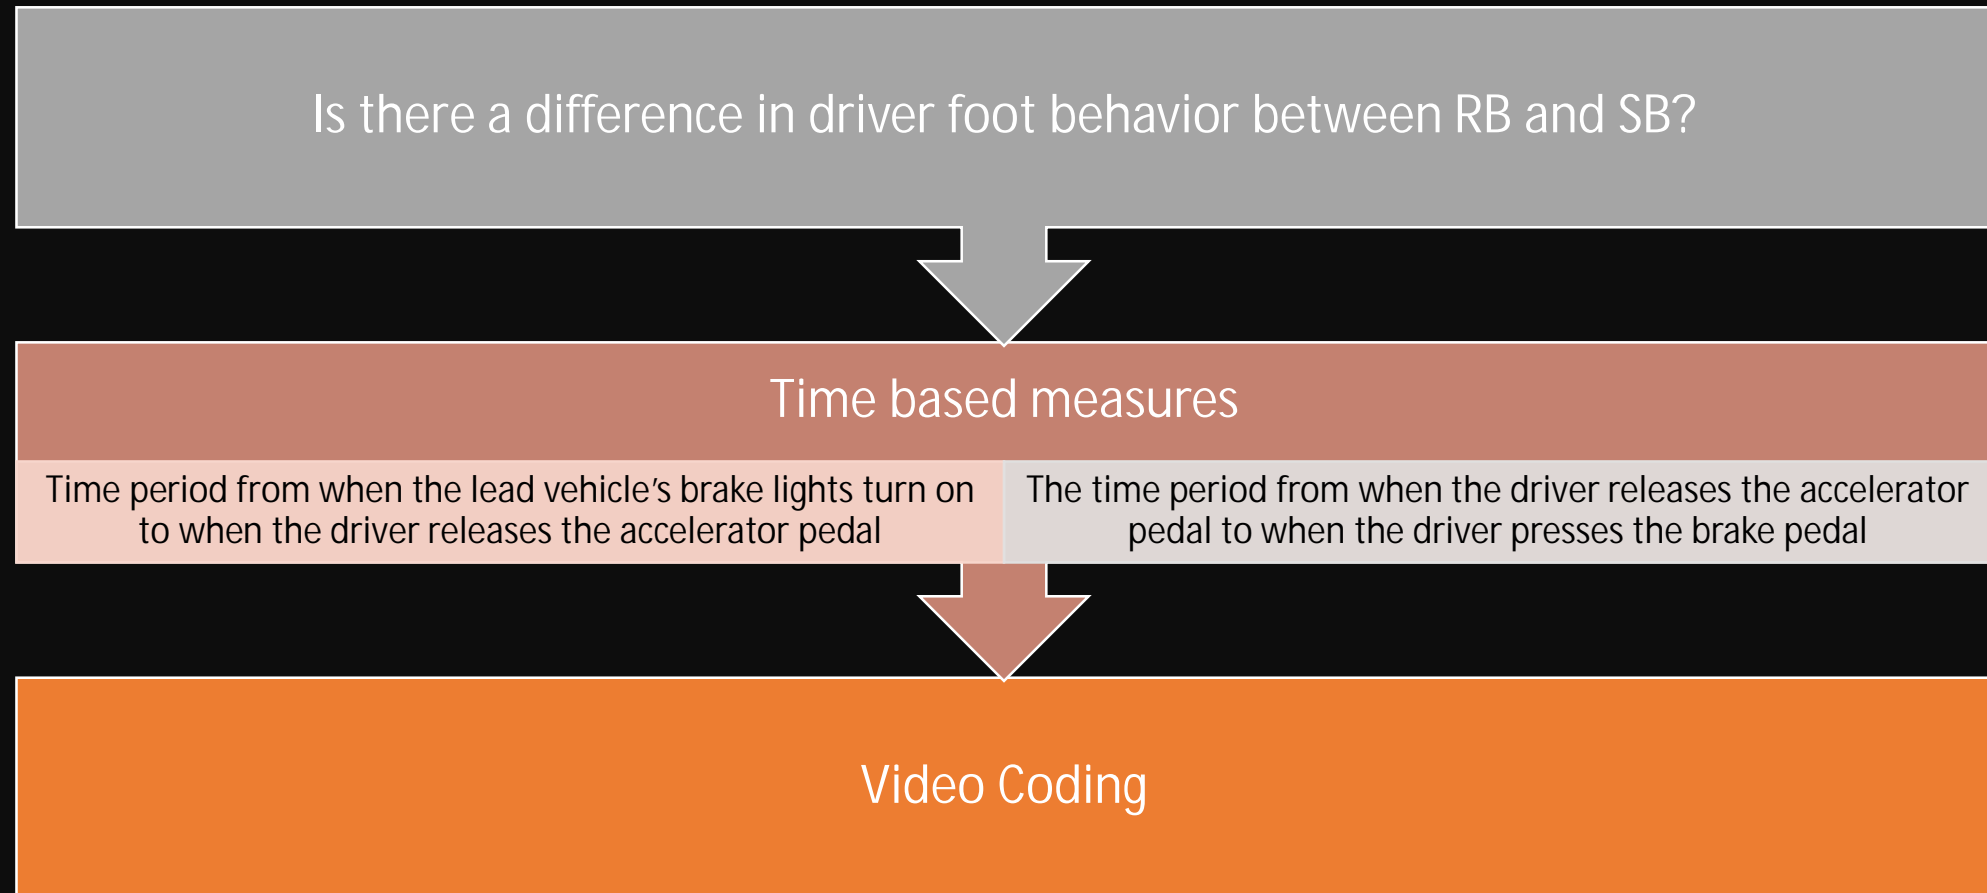 Is there a difference in driver foot behavior between RB and SB?
Time based measures
Time period from when the lead vehicle’s brake lights turn on
to when the driver releases the accelerator pedal
The time period from when the driver releases the accelerator
pedal to when the driver presses the brake pedal
Video Coding